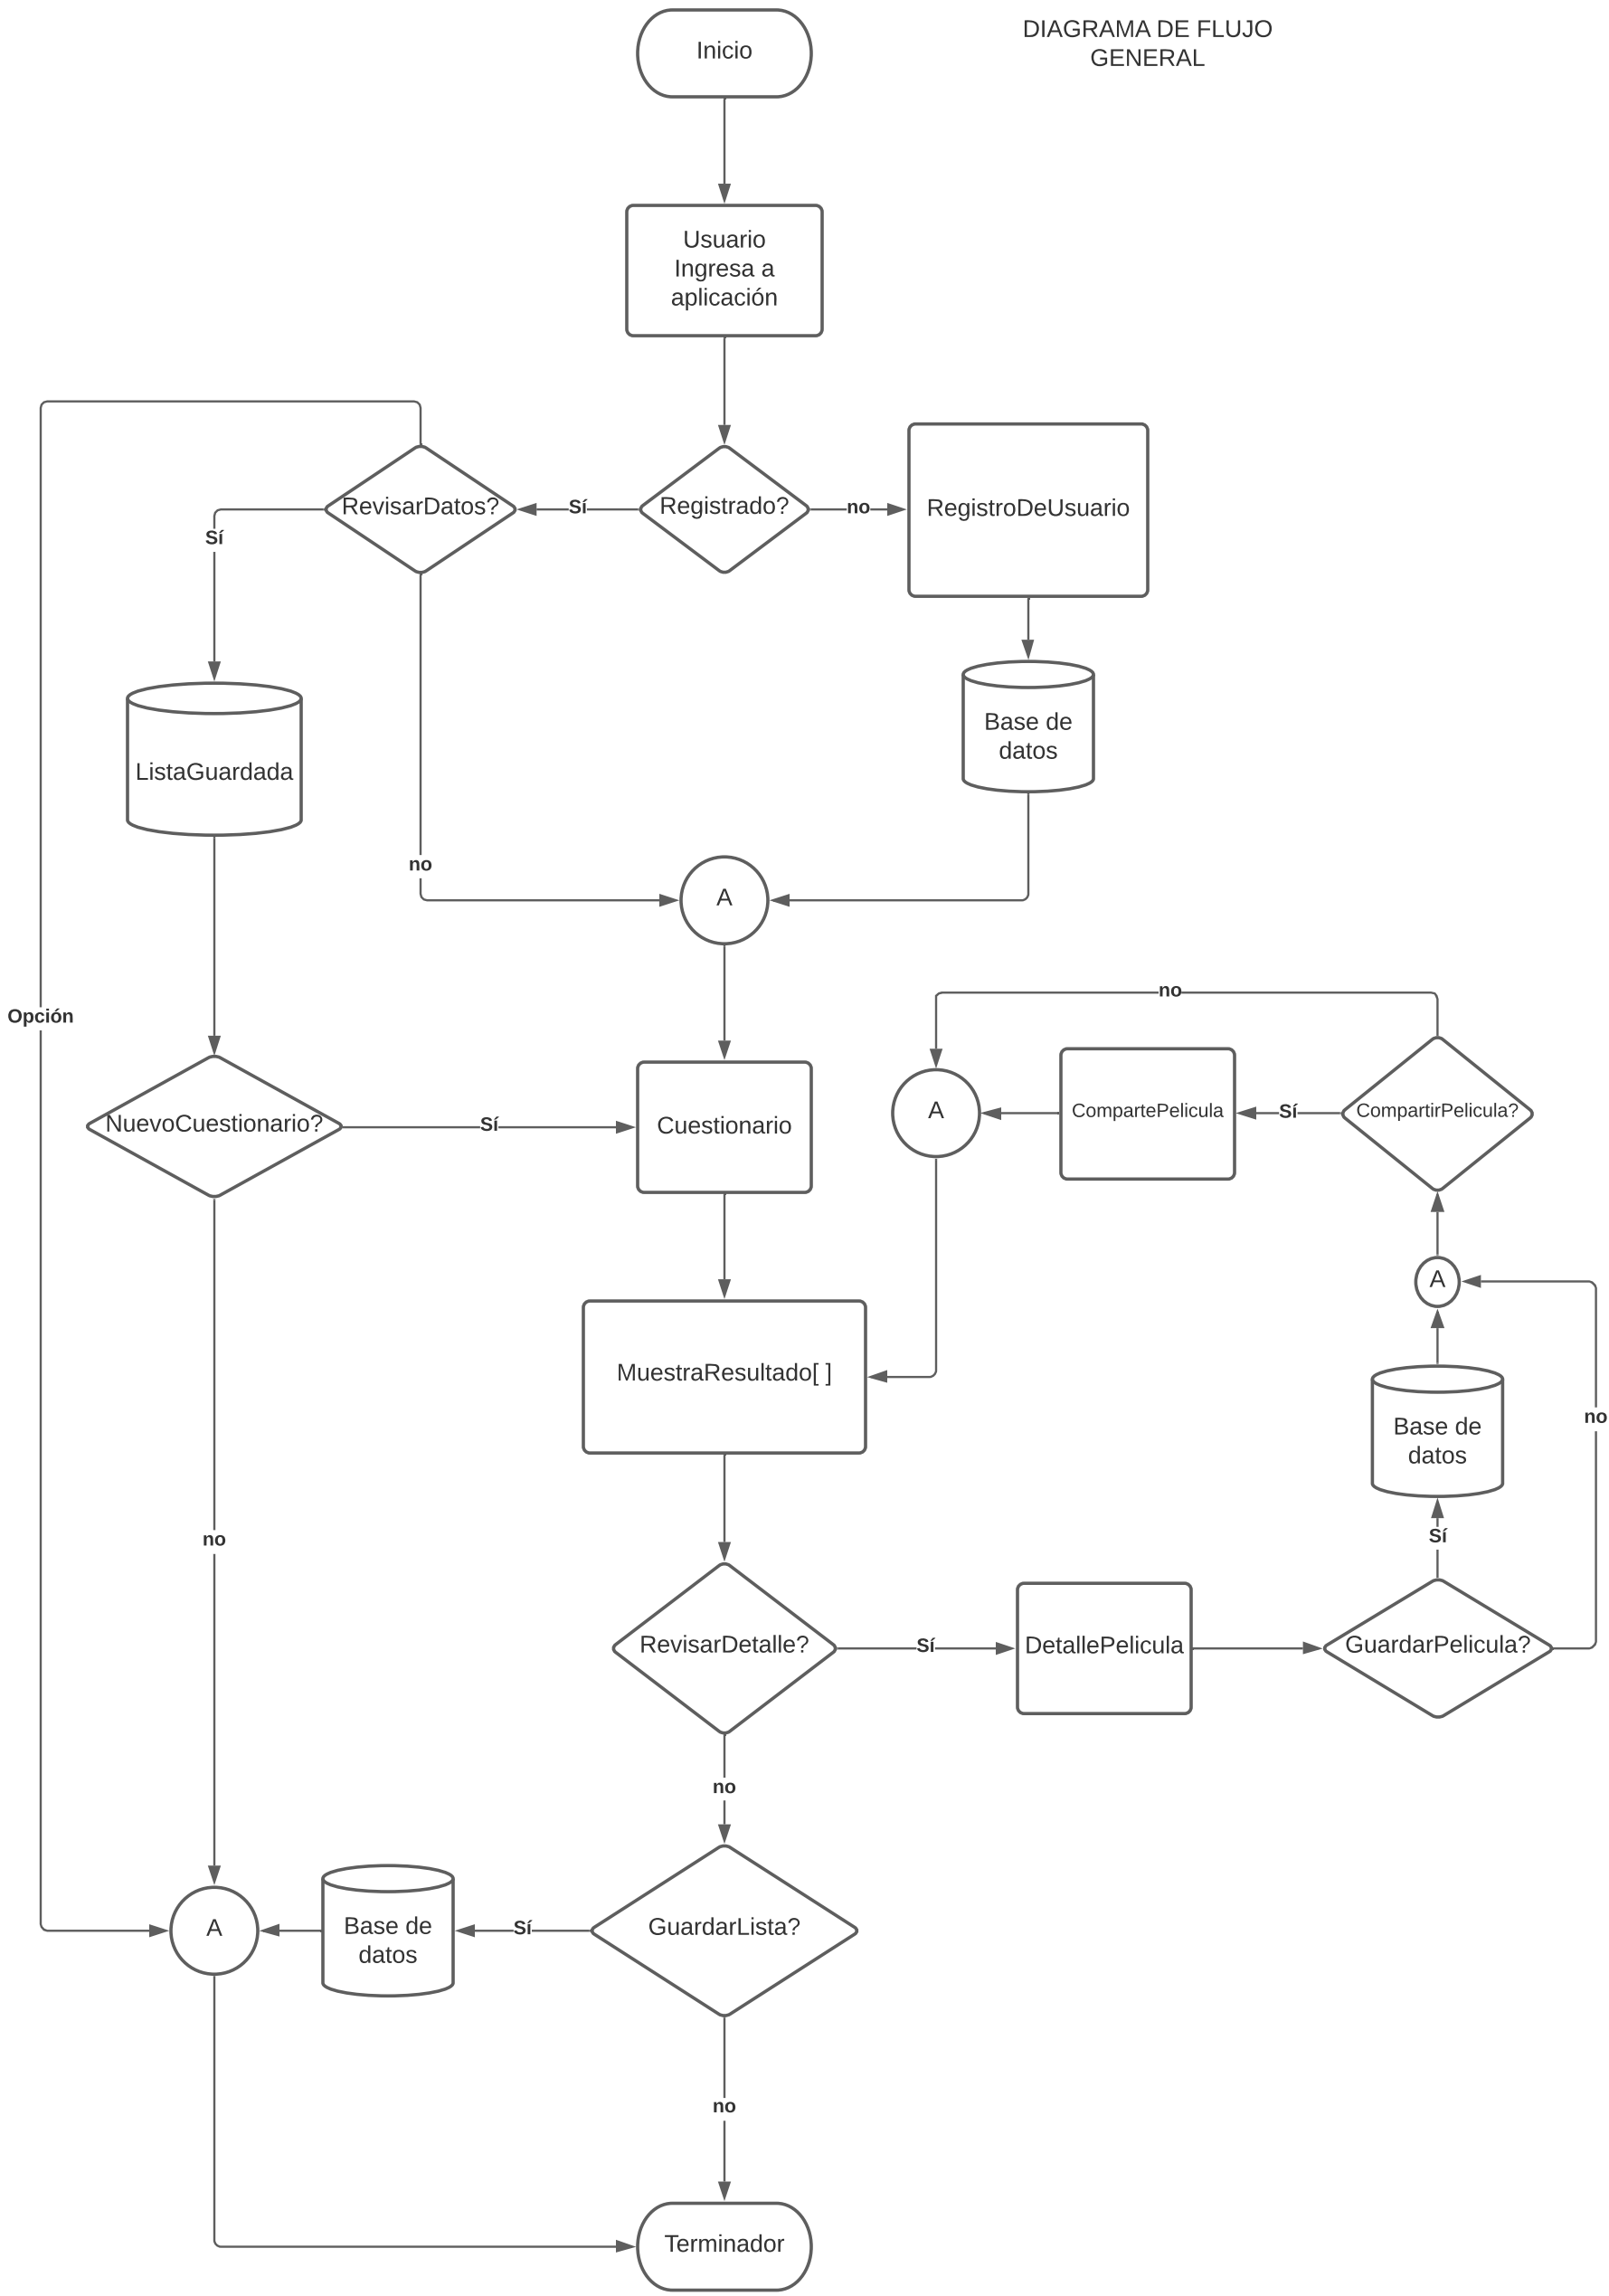 DIAGRAMA DE FLUJO
GENERAL
Inicio
Usuario
Ingresa a
aplicación
RevisarDatos?
Sí
Registrado?
no
RegistroDeUsuario
Sí
Base de
datos
ListaGuardada
no
A
no
Opción
A
CompartePelicula
Sí
CompartirPelicula?
NuevoCuestionario?
Sí
Cuestionario
A
MuestraResultado[ ]
Base de
datos
no
Sí
no
RevisarDetalle?
Sí
DetallePelicula
GuardarPelicula?
no
A
Base de
datos
Sí
GuardarLista?
no
Terminador